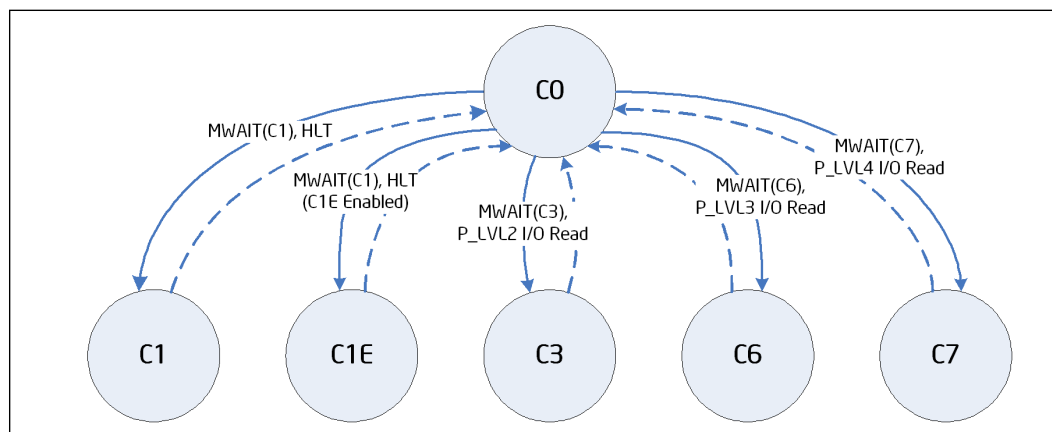 C0
MWAIT(C1), HLT
MWAIT(C1), HLT
(C1E Enabled)
MWAIT(C3),
P_LVL2 I/O Read
MWAIT(C6),
P_LVL3 I/O Read
MWAIT(C7),
P_LVL4 I/O Read
C1
C1E
C3
C6
C7